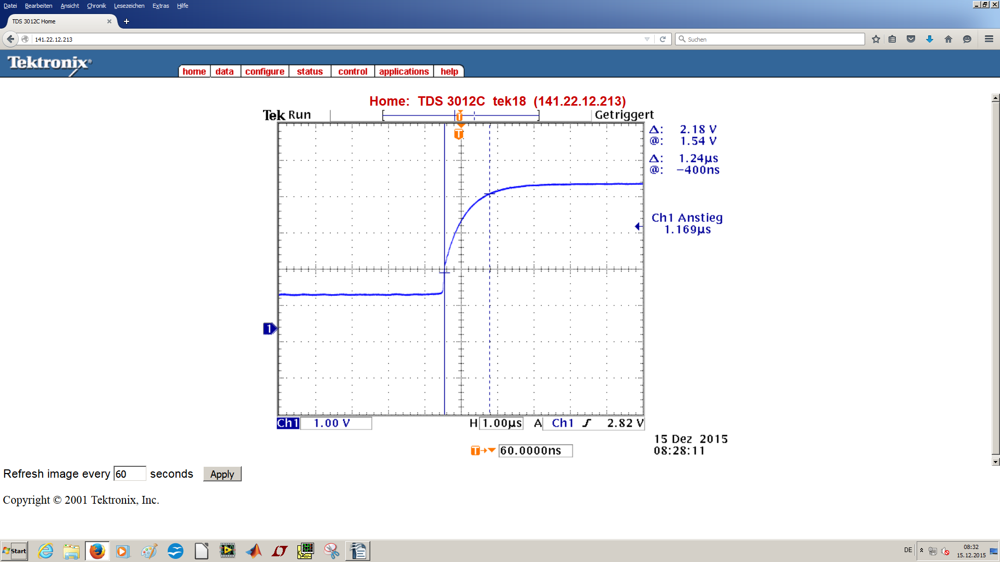 Datei Bearbeiten Ansicht Chronik Lesezeichen Extras Hilfe
TDS 3012C Home
141.22.12.213
Suchen
Tektronix®
home data configure status control applications help
Home: TDS 3012C tek18 (141.22.12.213)
Tek Run
Getriggert
T
T
Δ: 2.18 V
@: 1.54 V
Δ: 1.24µs
@: −400ns
Ch1 Anstieg
1.169µs
1
Ch1 1.00 V H 1.00µs A Ch1 2.82 V
T 60.0000ns
15 Dez 2015
08:28:11
Refresh image every 60 seconds Apply
Copyright © 2001 Tektronix, Inc.
Start
DE
08:32
15.12.2015